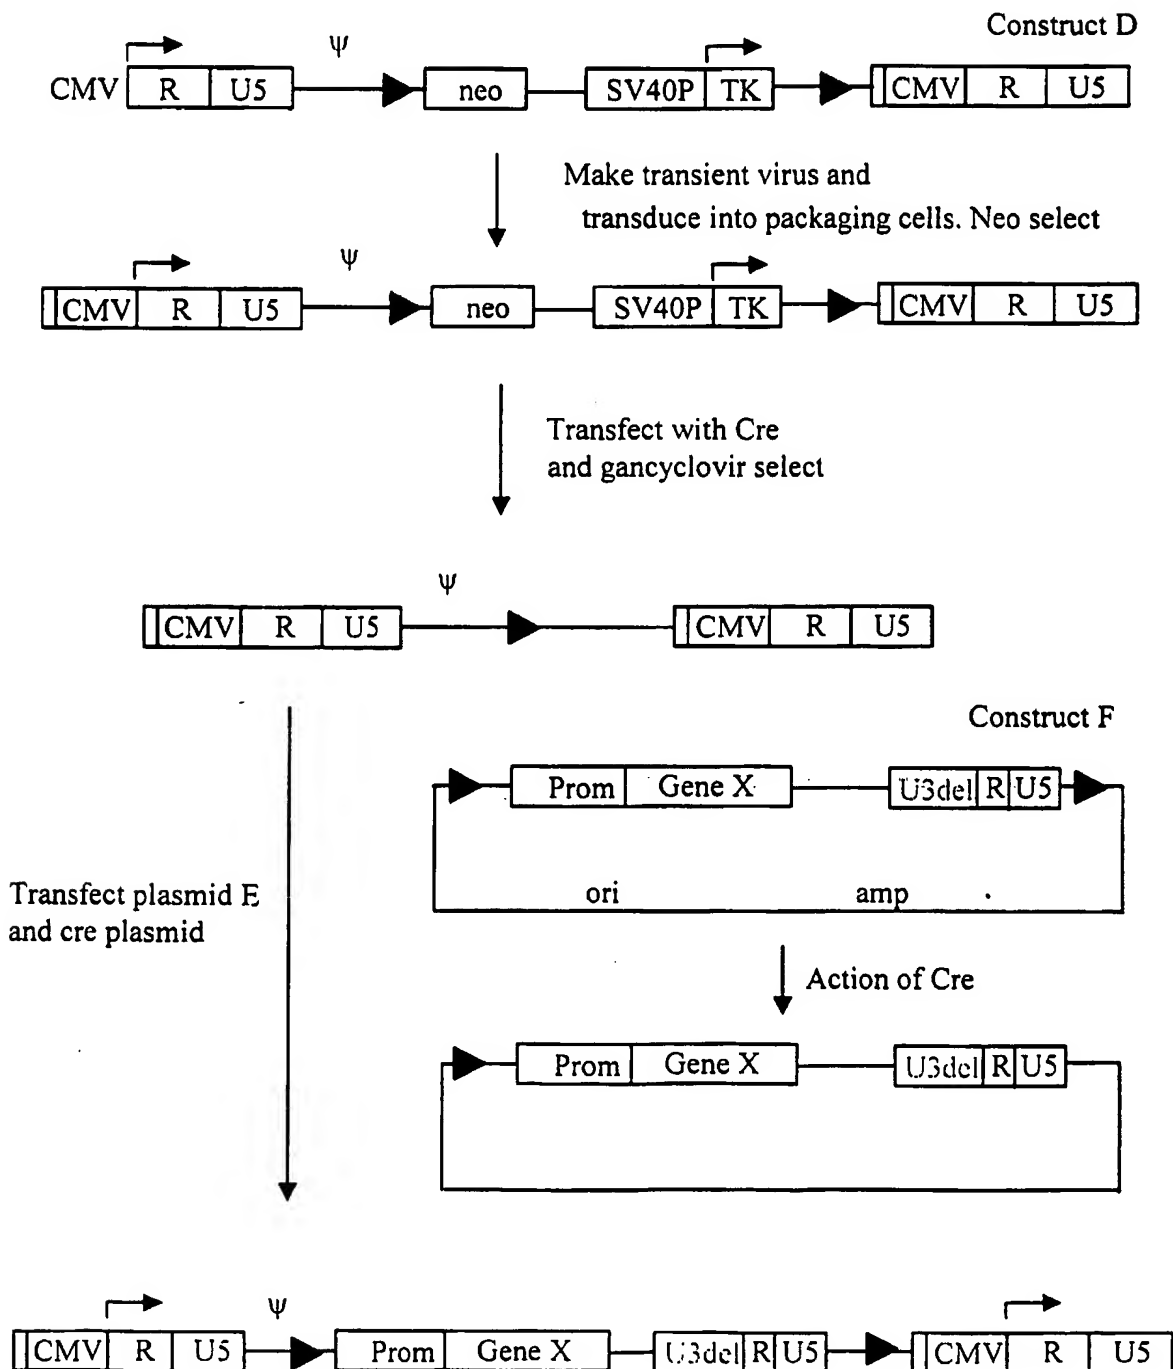 Construct D
ψ
CMV R U5 neo SV40P TK CMV R U5
Make transient virus and
transduce into packaging cells. Neo select
ψ
CMV R U5 neo SV40P TK CMV R U5
Transfect with Cre
and gancyclovir select
ψ
CMV R U5 CMV R U5
Construct F
Prom Gene X U3del R U5
ori amp
Transfect plasmid E
and cre plasmid
Action of Cre
Prom Gene X U3del R U5
ψ
CMV R U5 Prom Gene X U3del R U5 CMV R U5